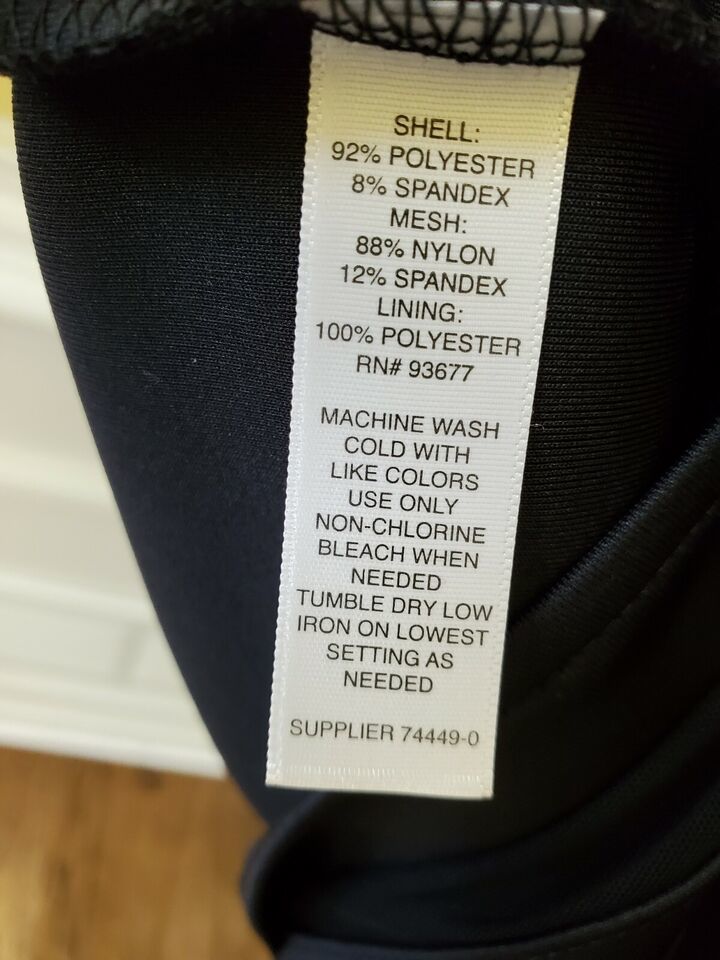 SHELL:
92% POLYESTER
8% SPANDEX
MESH:
88% NYLON
12% SPANDEX
LINING:
100% POLYESTER
RN# 93677
MACHINE WASH
COLD WITH
LIKE COLORS
USE ONLY
NON-CHLORINE
BLEACH WHEN
NEEDED
TUMBLE DRY LOW
IRON ON LOWEST
SETTING AS
NEEDED
SUPPLIER 74449-0